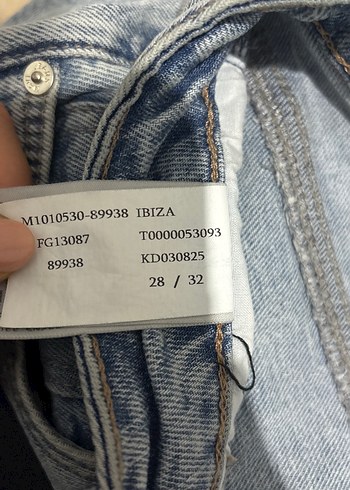 M1010530-89938 IBIZA
FG13087 T0000053093
89938 KD030825
28 / 32